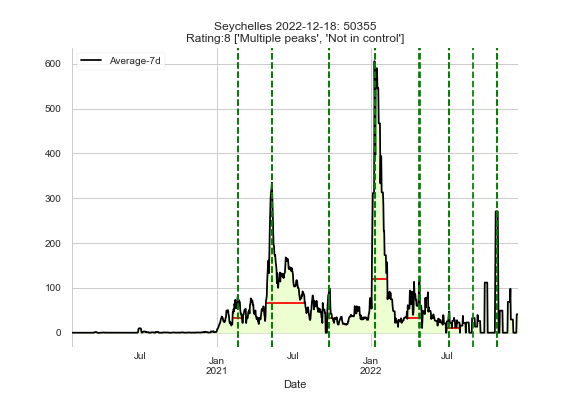 Seychelles 2022-12-18: 50355
Rating:8 ['Multiple peaks', 'Not in control']
Average-7d
600
500
400
300
200
100
0
Jul
Jan
2021
Jul
Jan
2022
Jul
Date